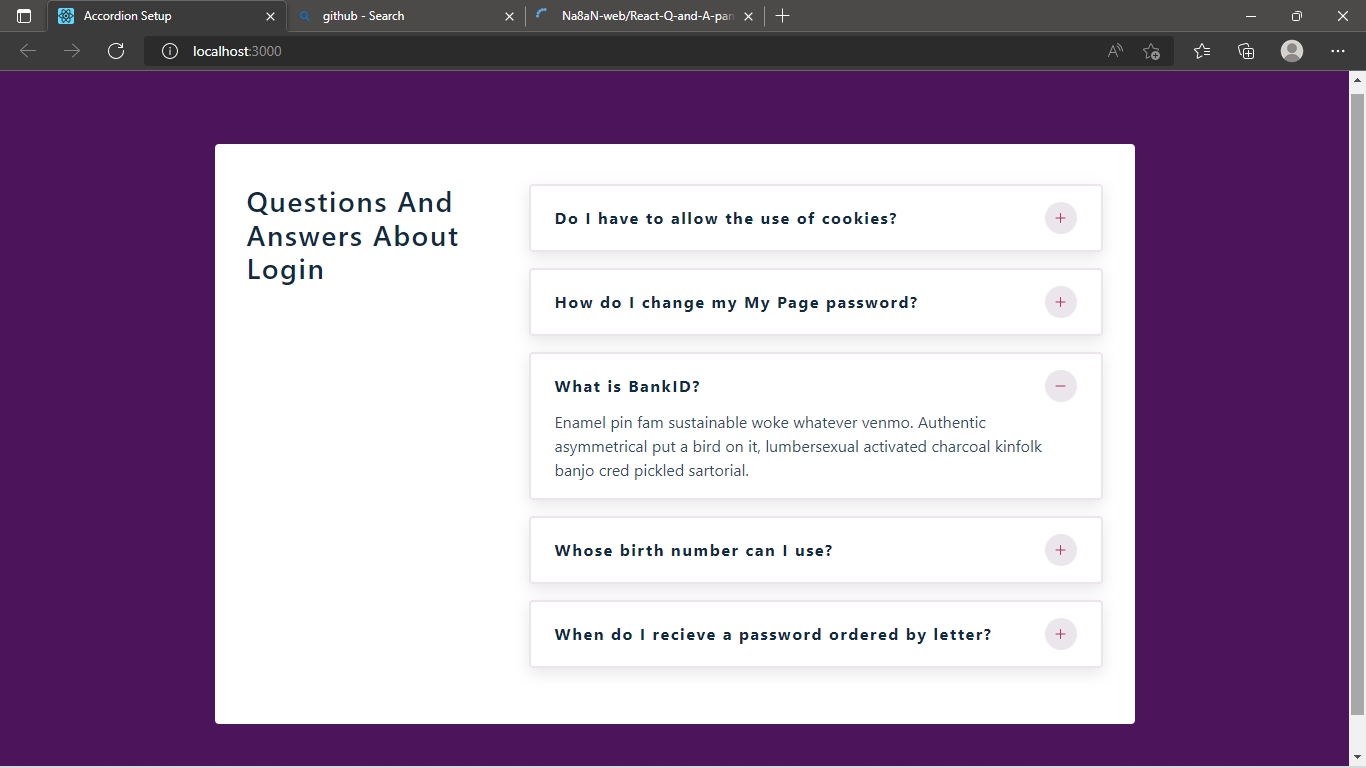 Accordion Setup
github - Search
Na8aN-web/React-Q-and-A-pan
localhost:3000
Questions And
Answers About
Login
Do I have to allow the use of cookies?
How do I change my My Page password?
What is BankID?
Enamel pin fam sustainable woke whatever venmo. Authentic
asymmetrical put a bird on it, lumbersexual activated charcoal kinfolk
banjo cred pickled sartorial.
Whose birth number can I use?
When do I recieve a password ordered by letter?